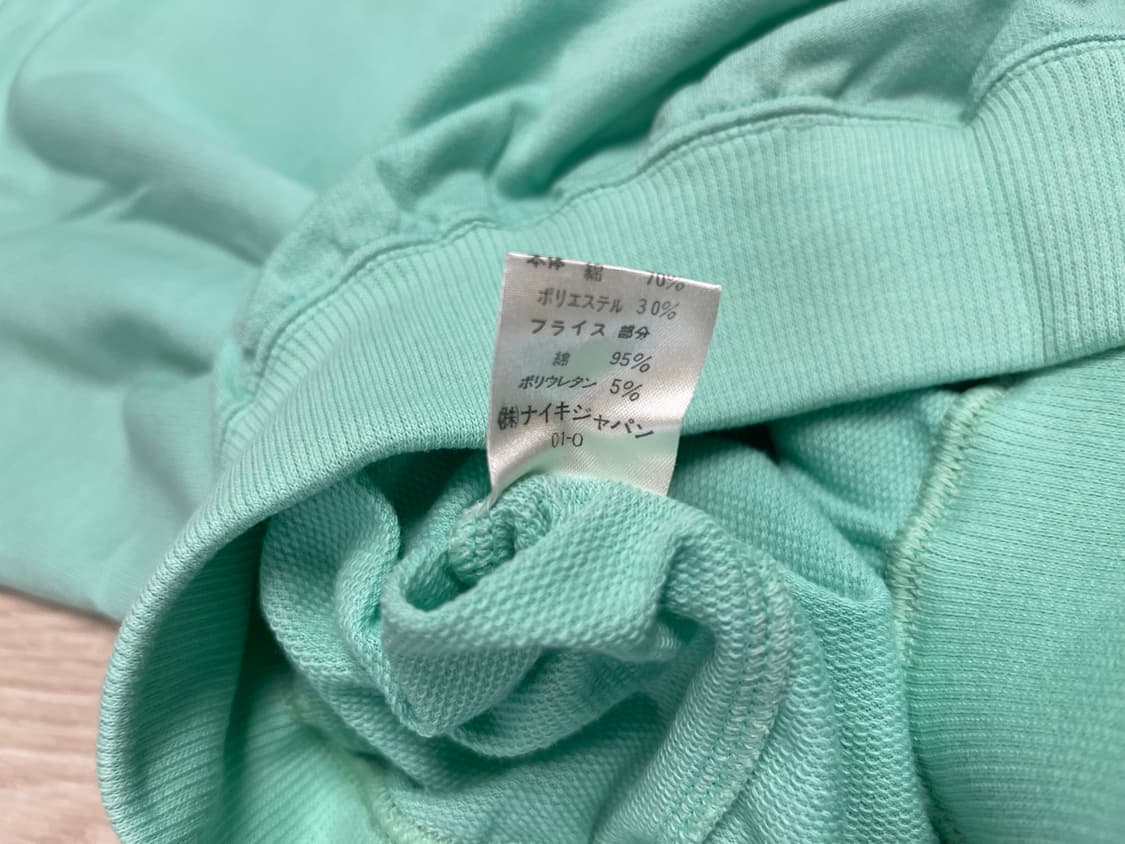 本体 綿 70%
ポリエステル 30%
フライス 部分
綿 95%
ポリウレタン 5%
㈱ナイキジャパン
01-O